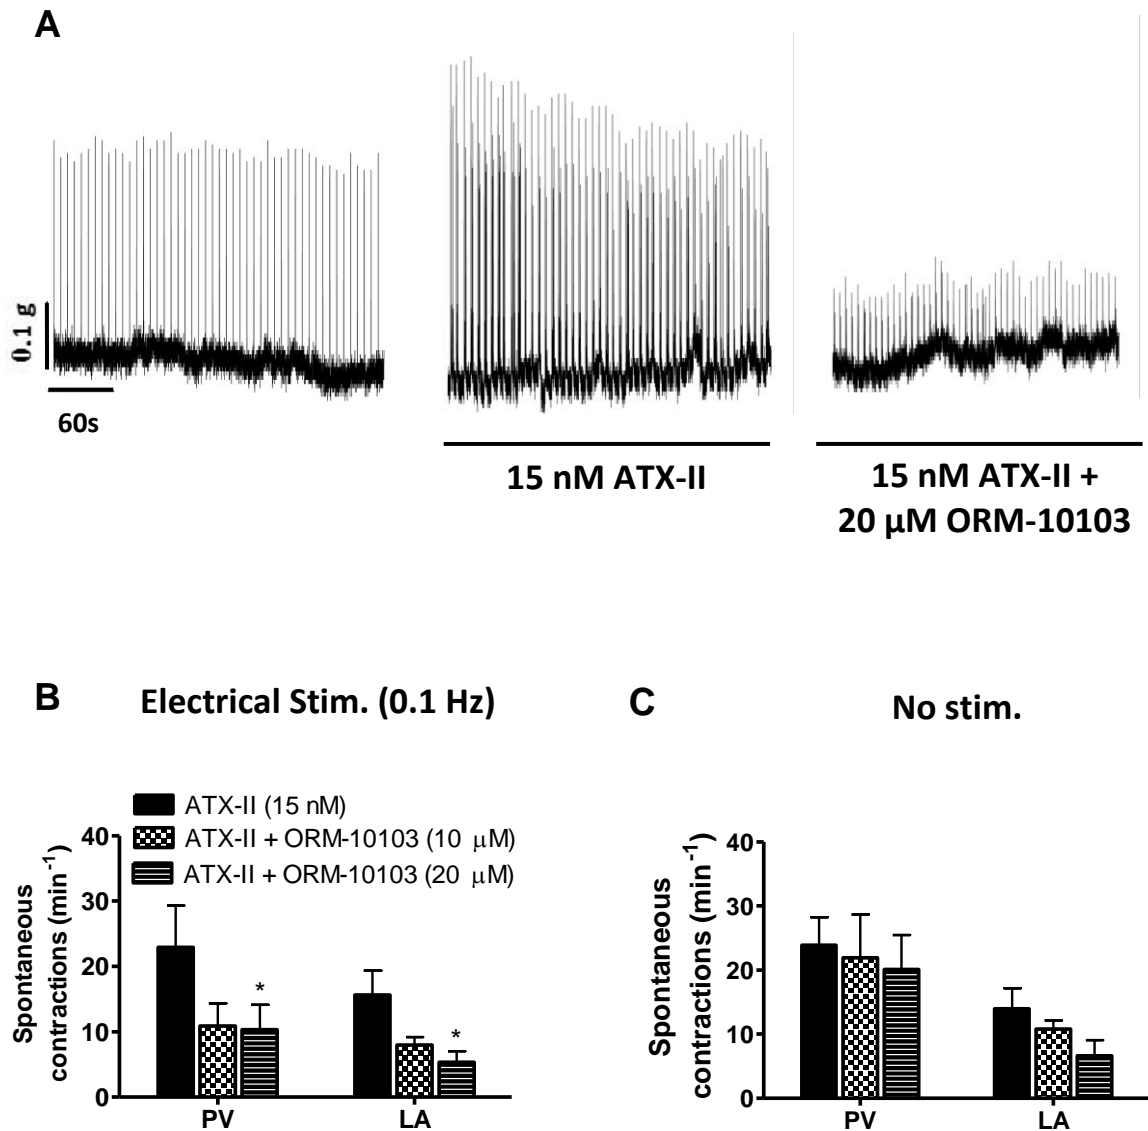 A
0.1 g
60s
15 nM ATX-II
15 nM ATX-II +
20 µM ORM-10103
B
Electrical Stim. (0.1 Hz)
ATX-II (15 nM)
ATX-II + ORM-10103 (10 µM)
ATX-II + ORM-10103 (20 µM)
Spontaneous
contractions (min⁻¹)
40
30
20
10
0
*
*
PV
LA
C
No stim.
Spontaneous
contractions (min⁻¹)
40
30
20
10
0
PV
LA